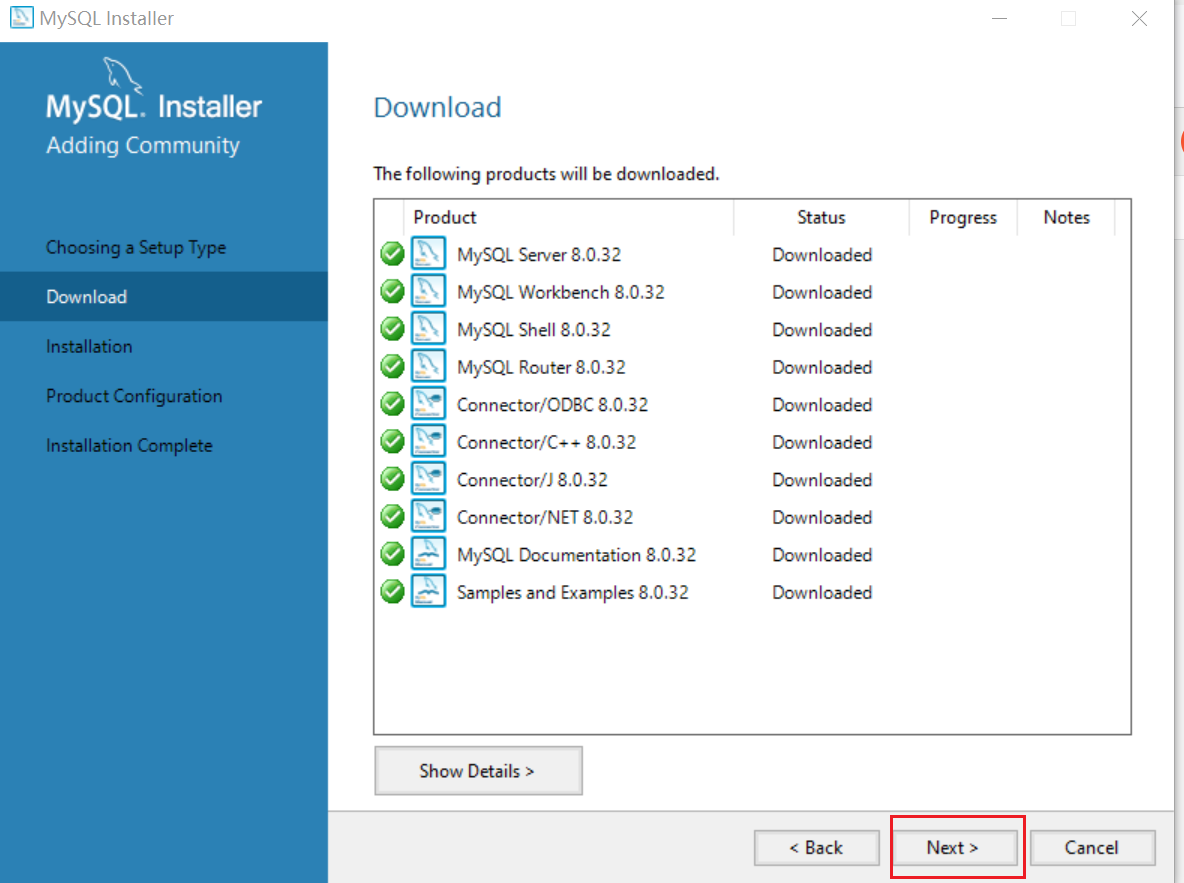 MySQL Installer
MySQL. Installer
Adding Community
Choosing a Setup Type
Download
Installation
Product Configuration
Installation Complete
Download
The following products will be downloaded.
Product Status Progress Notes
MySQL Server 8.0.32 Downloaded
MySQL Workbench 8.0.32 Downloaded
MySQL Shell 8.0.32 Downloaded
MySQL Router 8.0.32 Downloaded
Connector/ODBC 8.0.32 Downloaded
Connector/C++ 8.0.32 Downloaded
Connector/J 8.0.32 Downloaded
Connector/NET 8.0.32 Downloaded
MySQL Documentation 8.0.32 Downloaded
Samples and Examples 8.0.32 Downloaded
Show Details >
< Back Next > Cancel